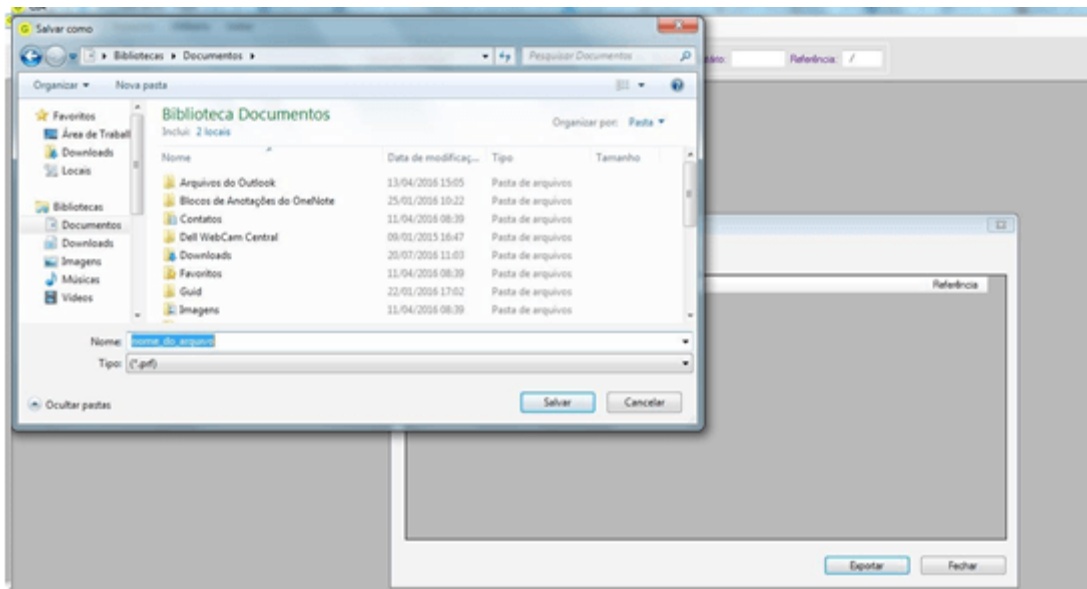 GIA
Salvar como
Bibliotecas Documentos
Pesquisar Documentos
Referência: /
Organizar Nova pasta
Favoritos
Área de Traball
Downloads
Locais
Bibliotecas
Documentos
Downloads
Imagens
Músicas
Vídeos
Biblioteca Documentos
Inclui: 2 locais
Organizar por: Pasta
Nome Data de modificaç... Tipo Tamanho
Arquivos do Outlook 13/04/2016 15:05 Pasta de arquivos
Blocos de Anotações do OneNote 25/01/2016 10:22 Pasta de arquivos
Contatos 11/04/2016 08:39 Pasta de arquivos
Dell WebCam Central 09/01/2015 16:47 Pasta de arquivos
Downloads 20/07/2016 11:03 Pasta de arquivos
Favoritos 11/04/2016 08:39 Pasta de arquivos
Guid 22/01/2016 17:02 Pasta de arquivos
Imagens 11/04/2016 08:39 Pasta de arquivos
Referência
Nome: nome_do_arquivo
Tipo: (*.prf)
Ocultar pastas
Salvar Cancelar
Exportar Fechar